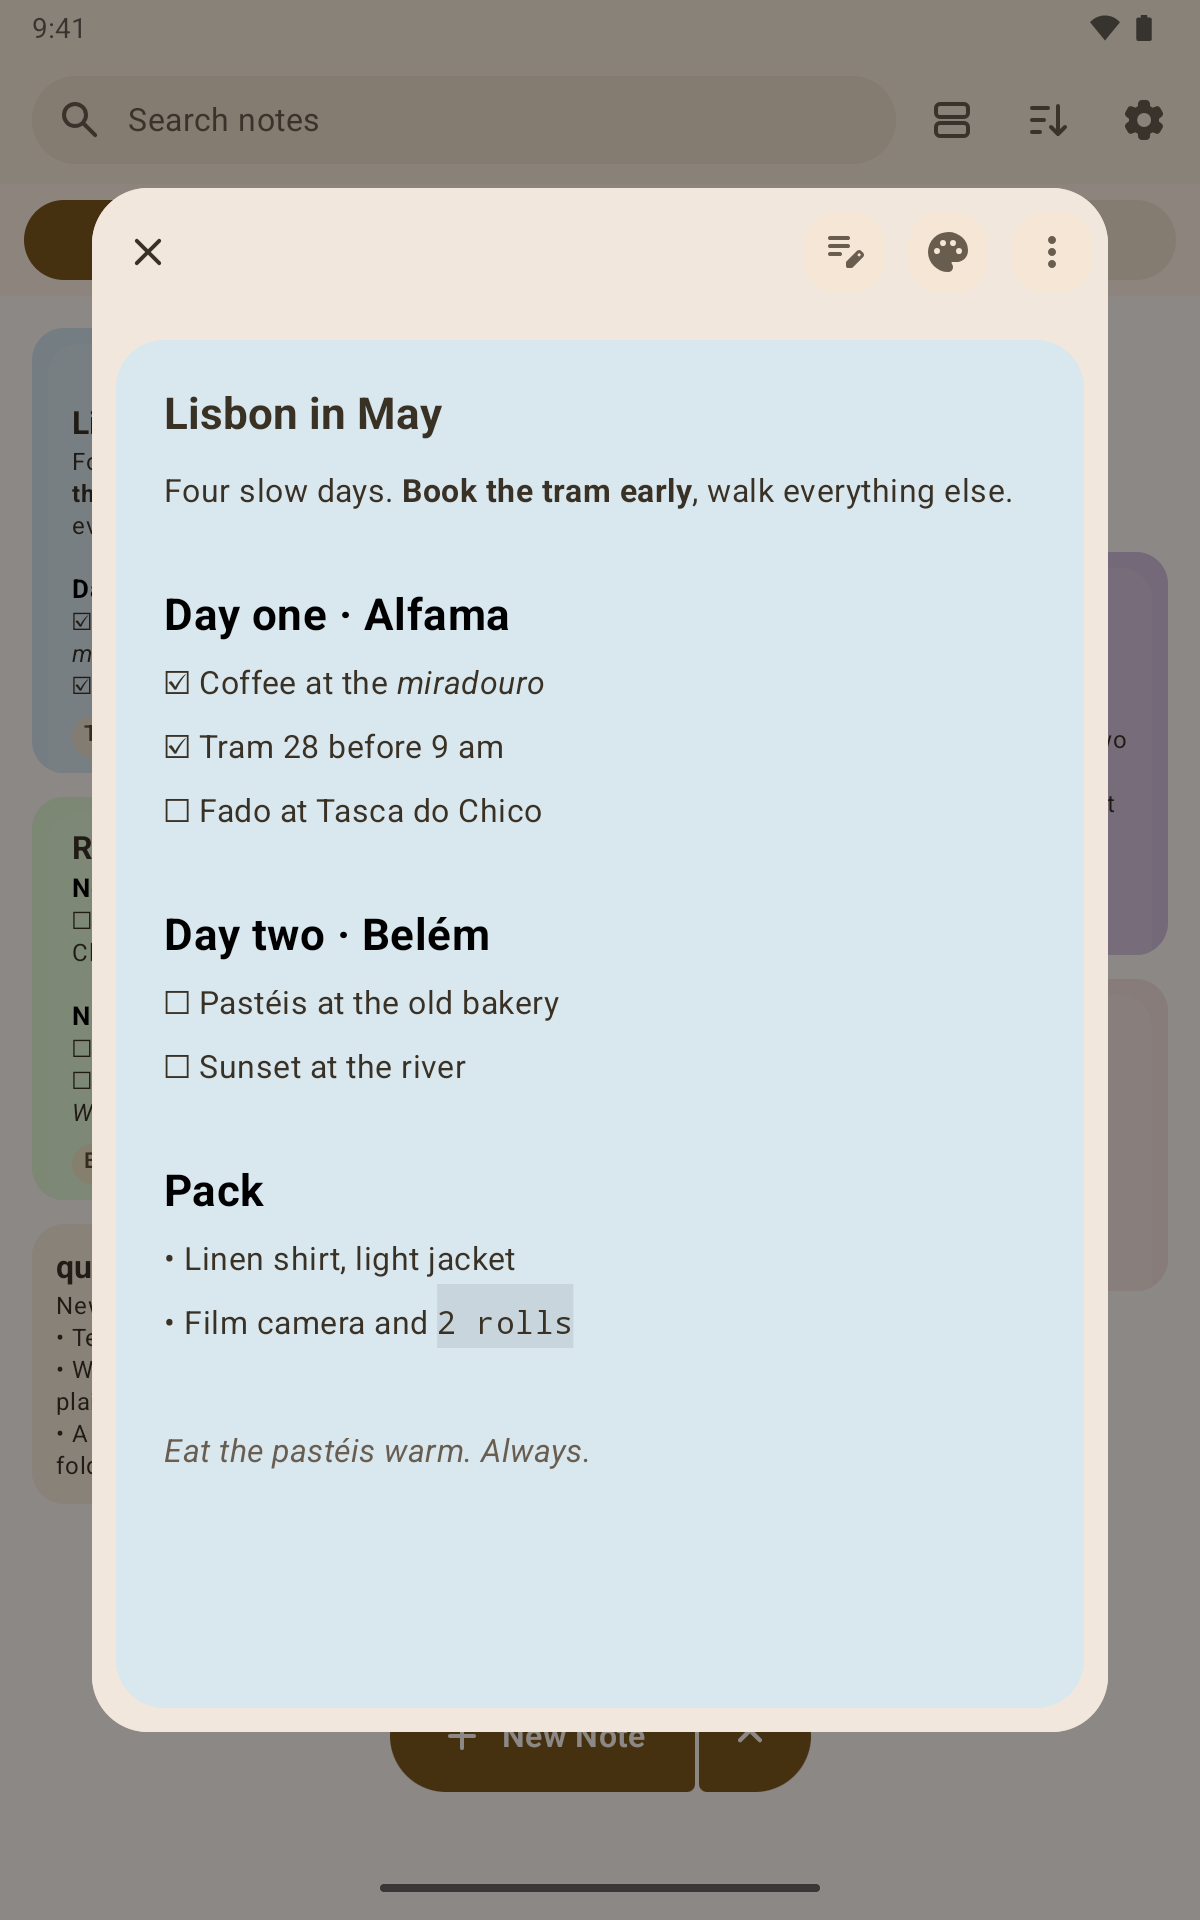 9:41
Search notes
Lisbon in May
Four slow days. Book the tram early, walk everything else.
Day one · Alfama
☑ Coffee at the miradouro
☑ Tram 28 before 9 am
☐ Fado at Tasca do Chico
Day two · Belém
☐ Pastéis at the old bakery
☐ Sunset at the river
Pack
• Linen shirt, light jacket
• Film camera and 2 rolls
Eat the pastéis warm. Always.
New Note